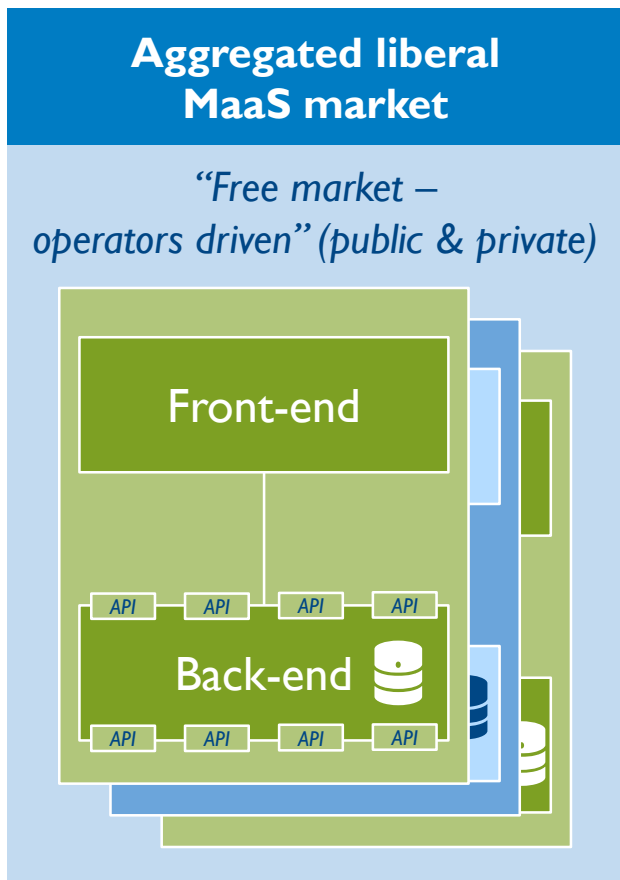 Aggregated liberal
MaaS market
“Free market –
operators driven” (public & private)
Front-end
API API API API
Back-end
API API API API